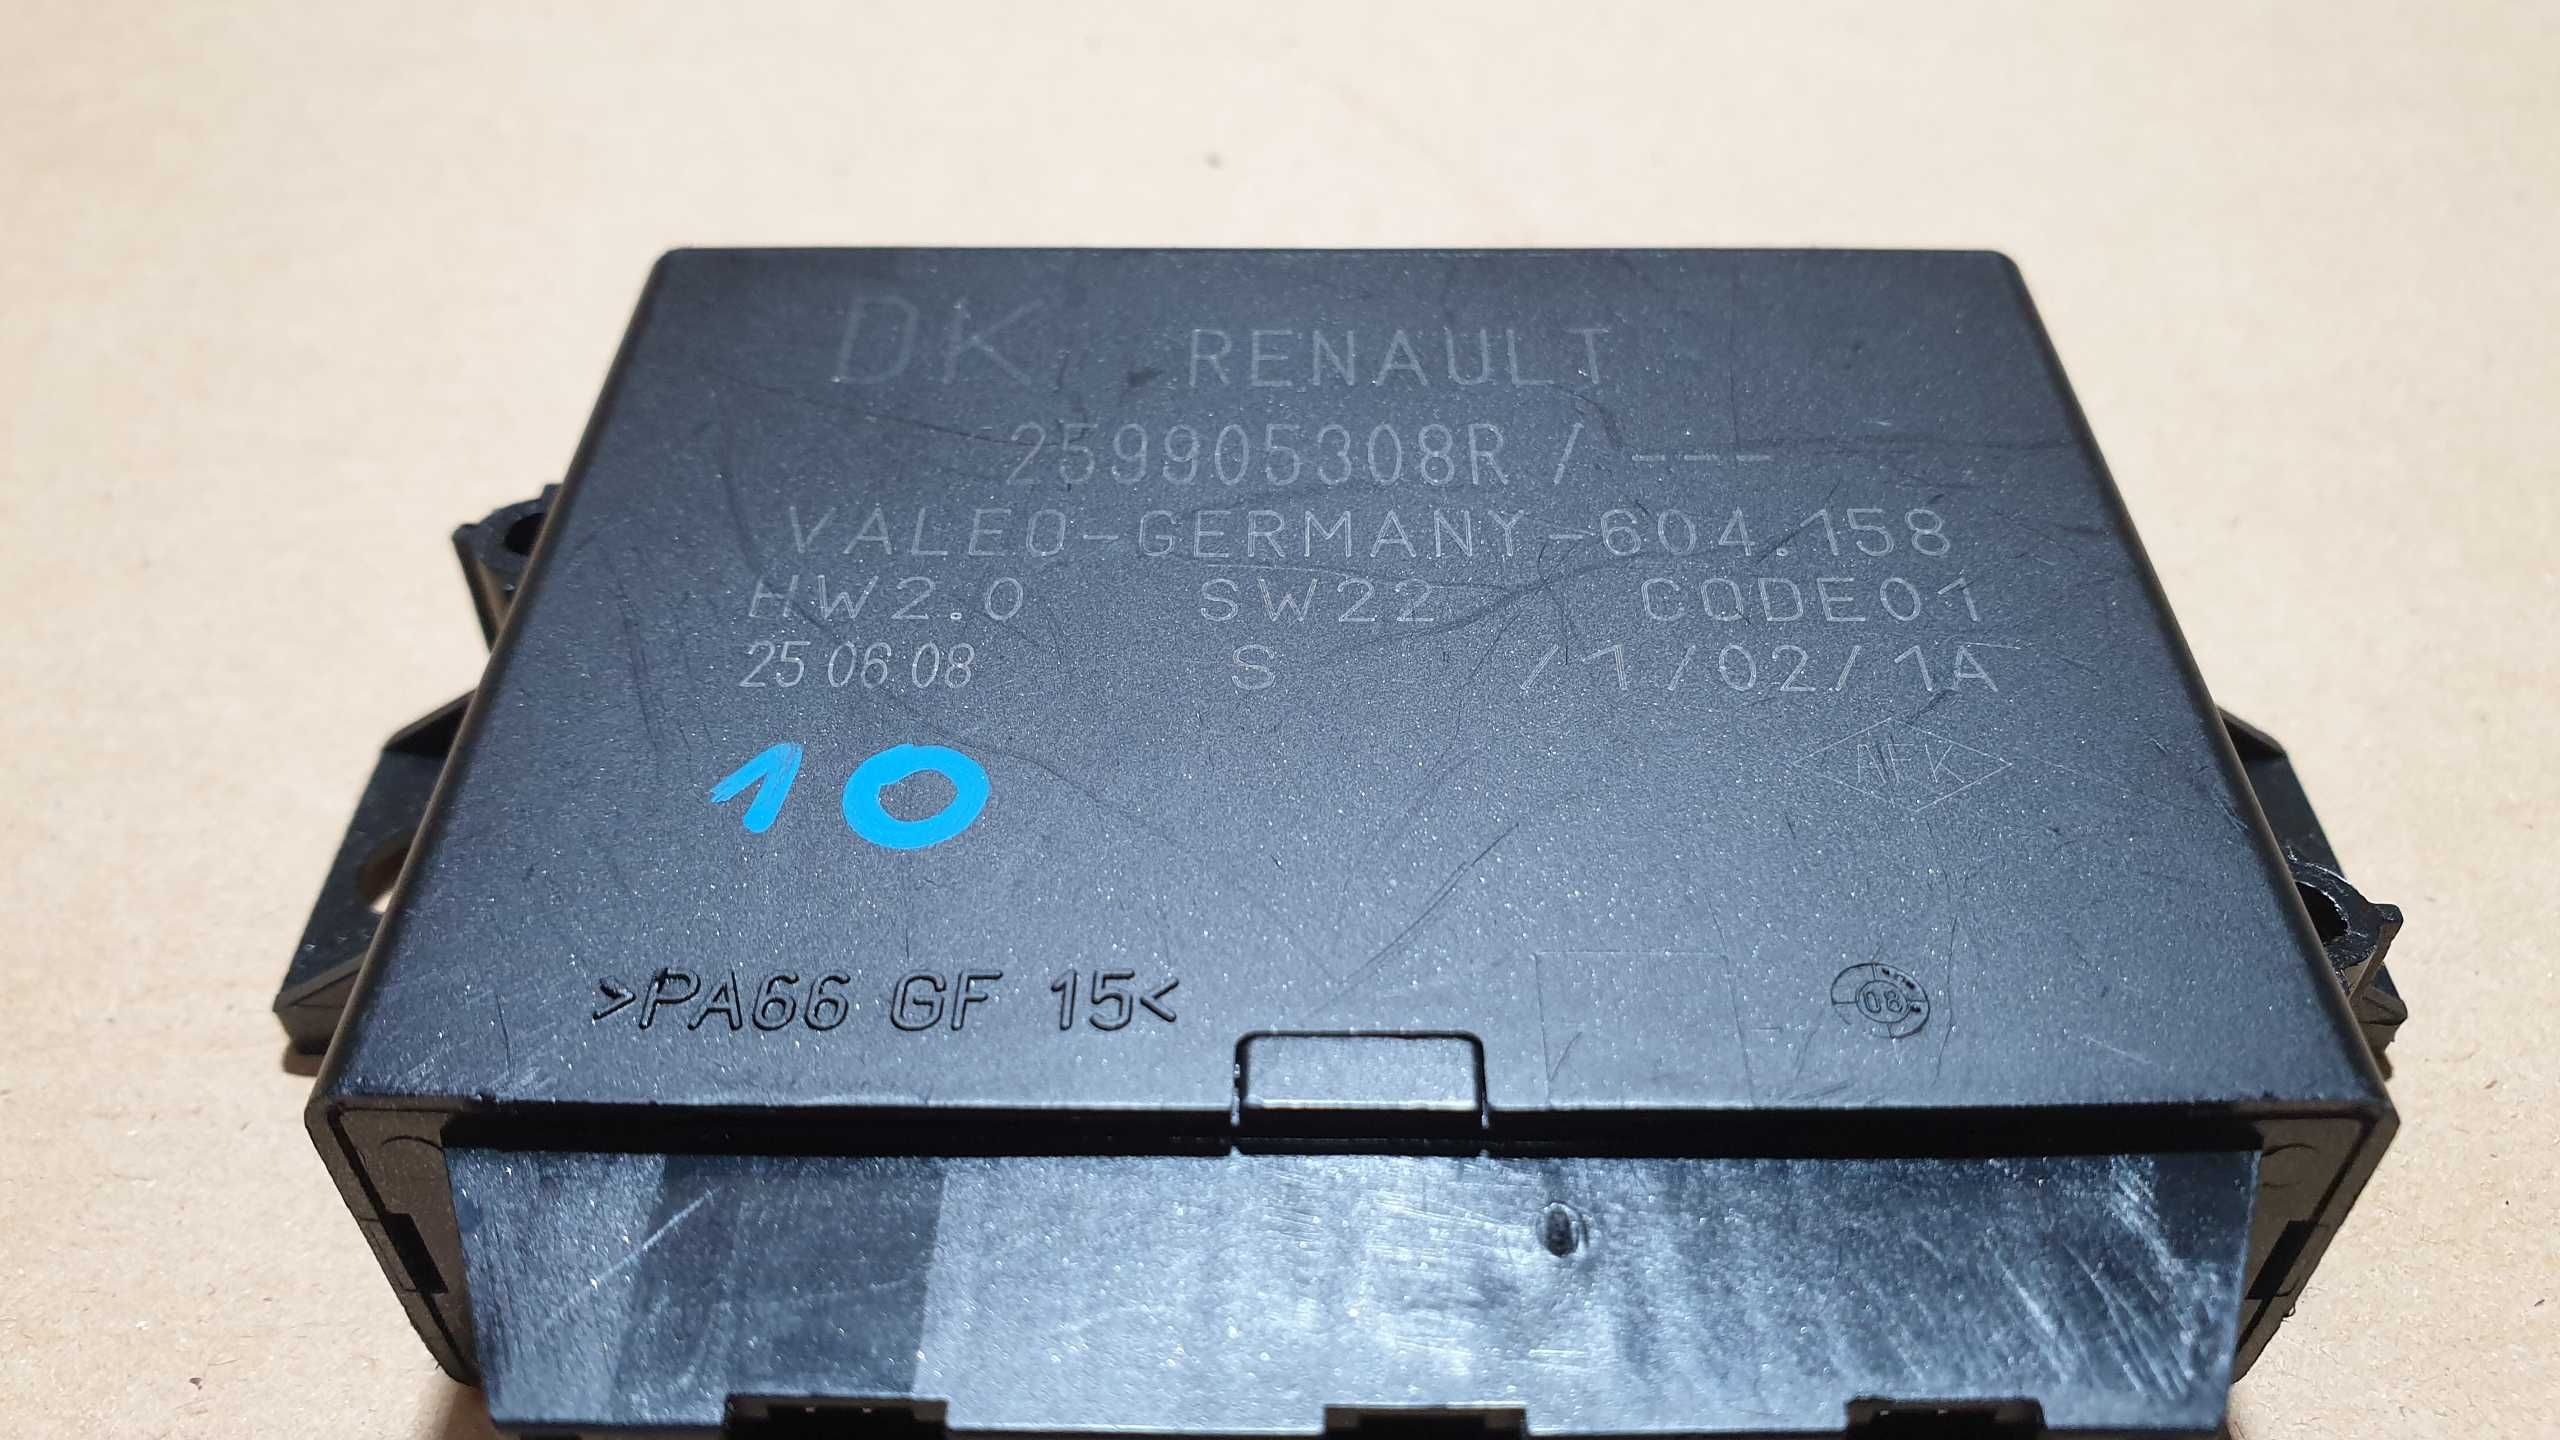 DK RENAULT
259905308R / ---
VALEO-GERMANY-604.158
HW2.0 SW22 CODE01
25 06 08 S /1/02/1A
AFK
10
>PA66 GF 15<
08